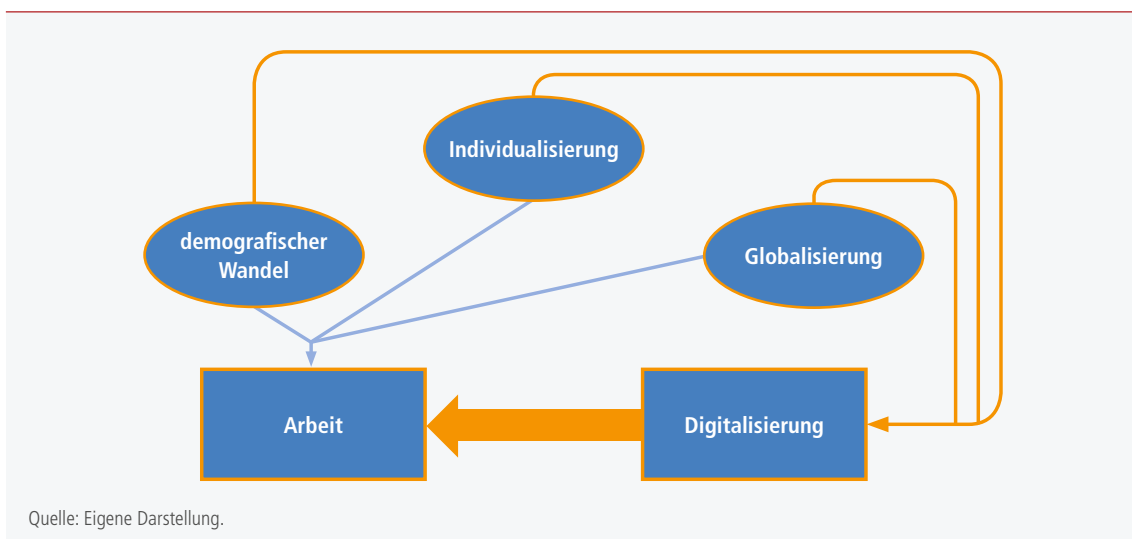 Individualisierung
demografischer
Wandel
Globalisierung
Arbeit
Digitalisierung
Quelle: Eigene Darstellung.